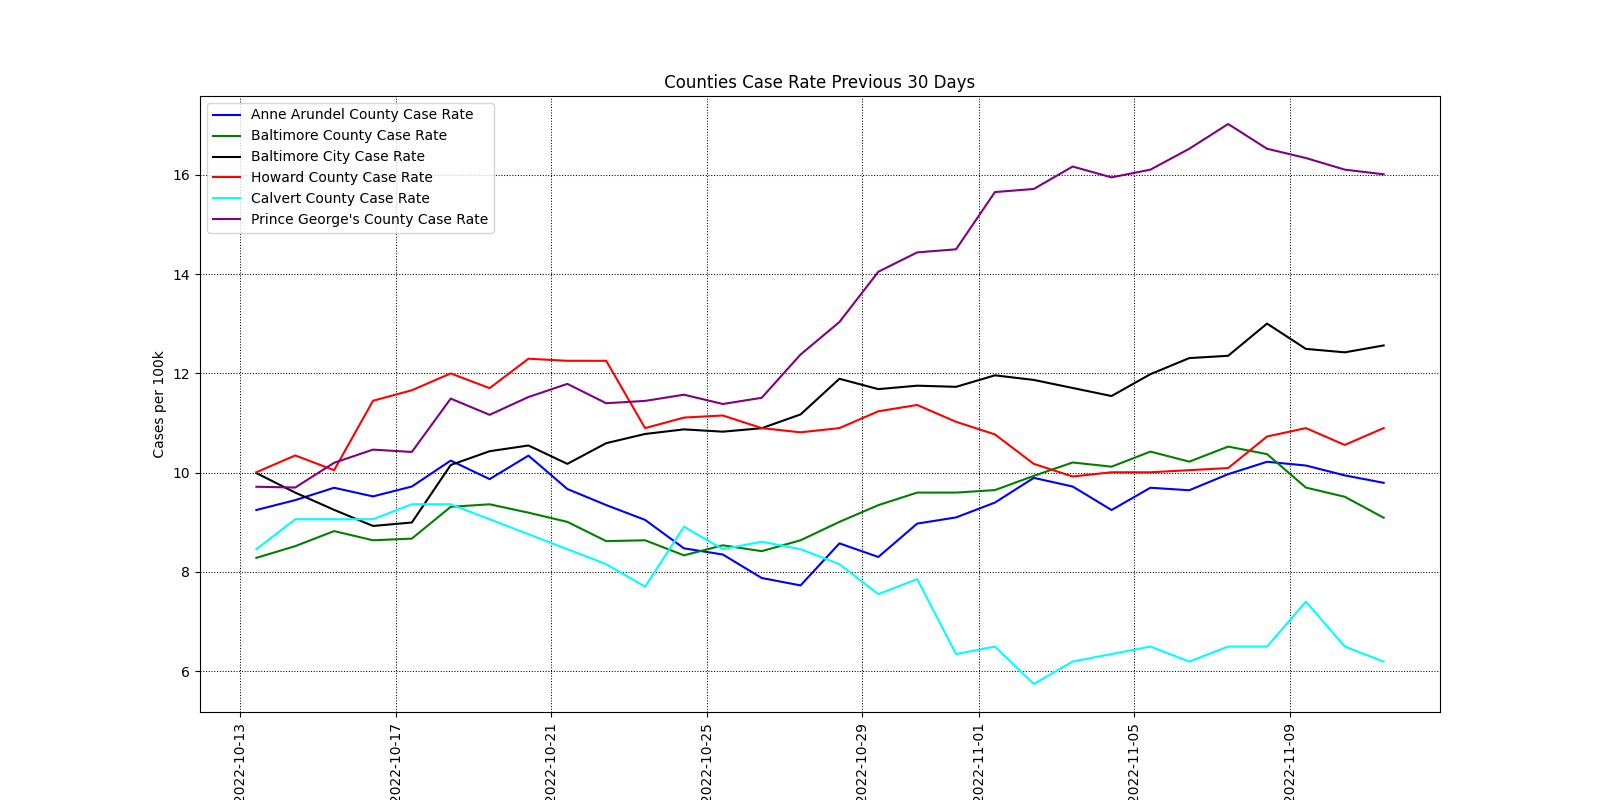 Counties Case Rate Previous 30 Days
Anne Arundel County Case Rate
Baltimore County Case Rate
Baltimore City Case Rate
Howard County Case Rate
Calvert County Case Rate
Prince George's County Case Rate
Cases per 100k
16
14
12
10
8
6
2022-10-13
2022-10-17
2022-10-21
2022-10-25
2022-10-29
2022-11-01
2022-11-05
2022-11-09